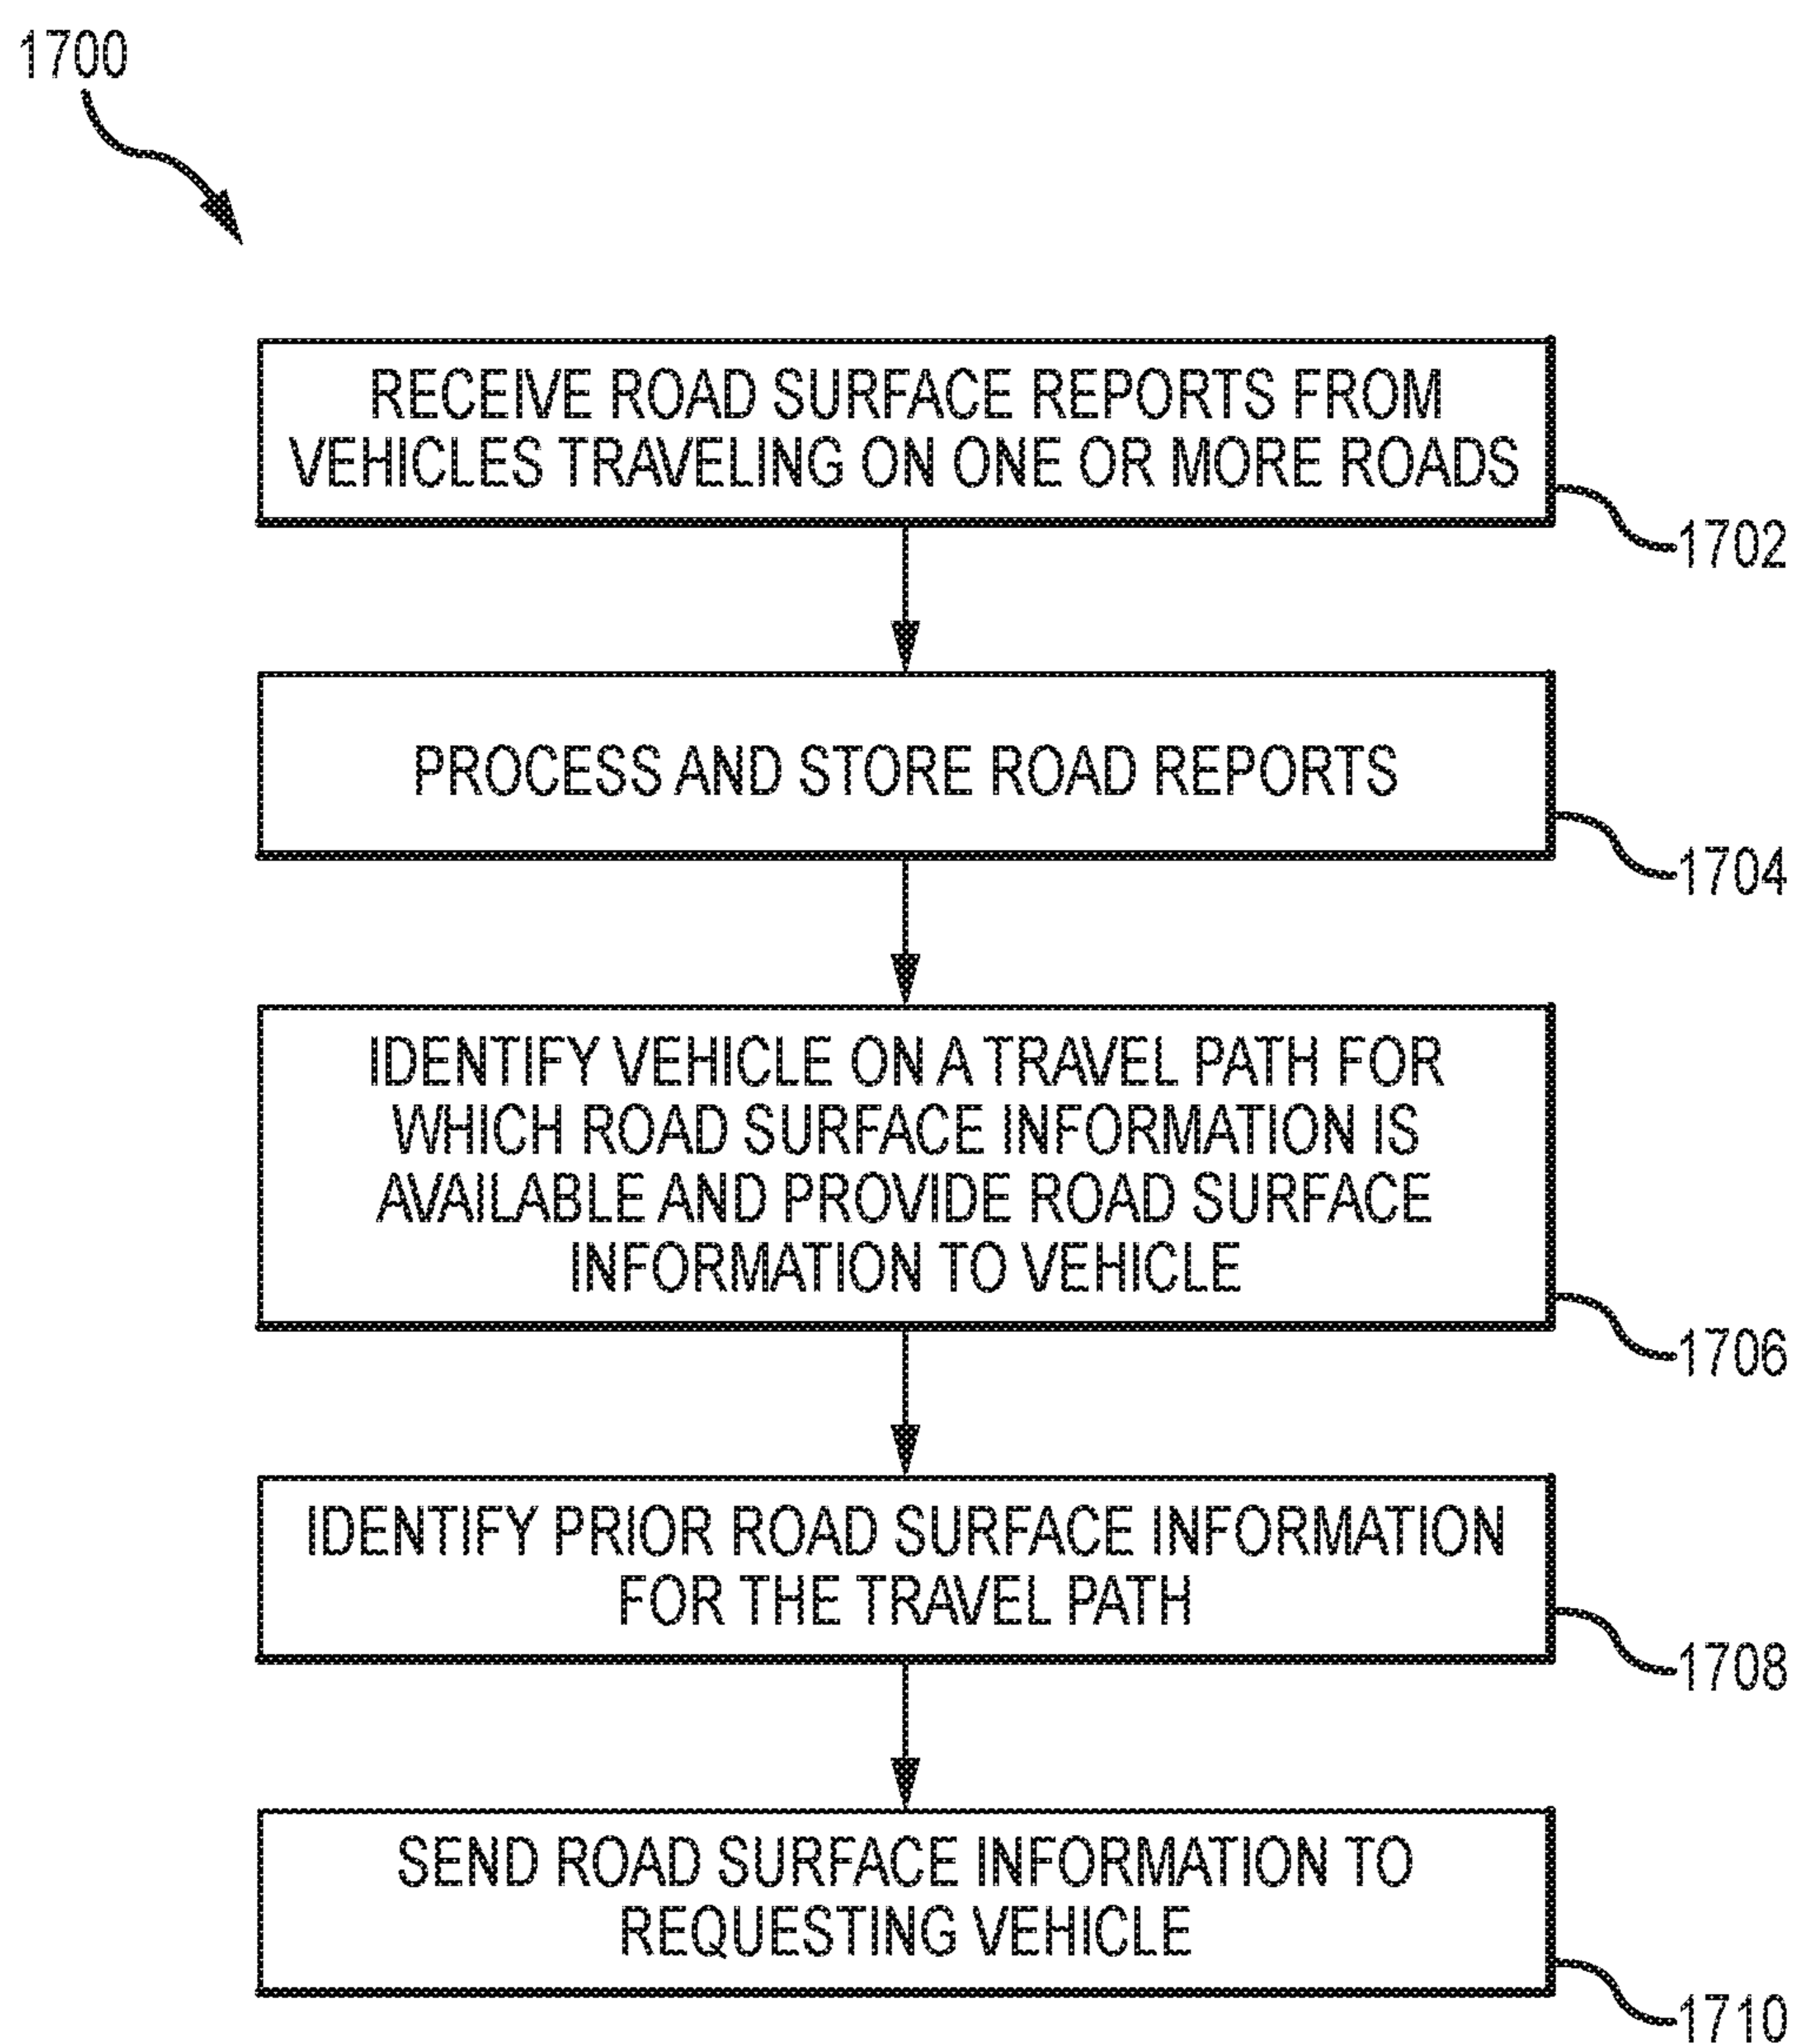 1700
RECEIVE ROAD SURFACE REPORTS FROM
VEHICLES TRAVELING ON ONE OR MORE ROADS
1702
PROCESS AND STORE ROAD REPORTS
1704
IDENTIFY VEHICLE ON A TRAVEL PATH FOR
WHICH ROAD SURFACE INFORMATION IS
AVAILABLE AND PROVIDE ROAD SURFACE
INFORMATION TO VEHICLE
1706
IDENTIFY PRIOR ROAD SURFACE INFORMATION
FOR THE TRAVEL PATH
1708
SEND ROAD SURFACE INFORMATION TO
REQUESTING VEHICLE
1710